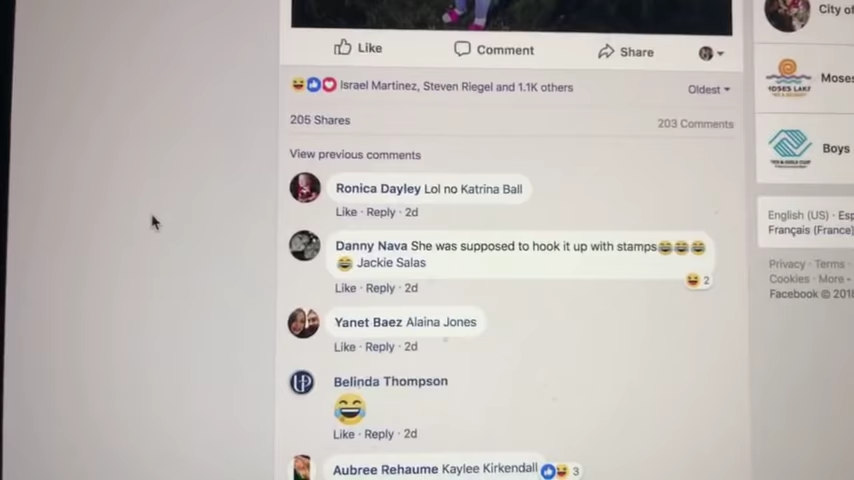 Like Comment Share
Israel Martinez, Steven Riegel and 1.1K others
Oldest
205 Shares
203 Comments
View previous comments
Ronica Dayley Lol no Katrina Ball
Like · Reply · 2d
Danny Nava She was supposed to hook it up with stamps😂😂😂
😂 Jackie Salas
2
Like · Reply · 2d
Yanet Baez Alaina Jones
Like · Reply · 2d
Belinda Thompson
😂
Like · Reply · 2d
Aubree Rehaume Kaylee Kirkendall
3
City of
Moses
MOSES LAKE
Boys
English (US) · Esp
Français (France)
Privacy · Terms ·
Cookies · More
Facebook © 2018